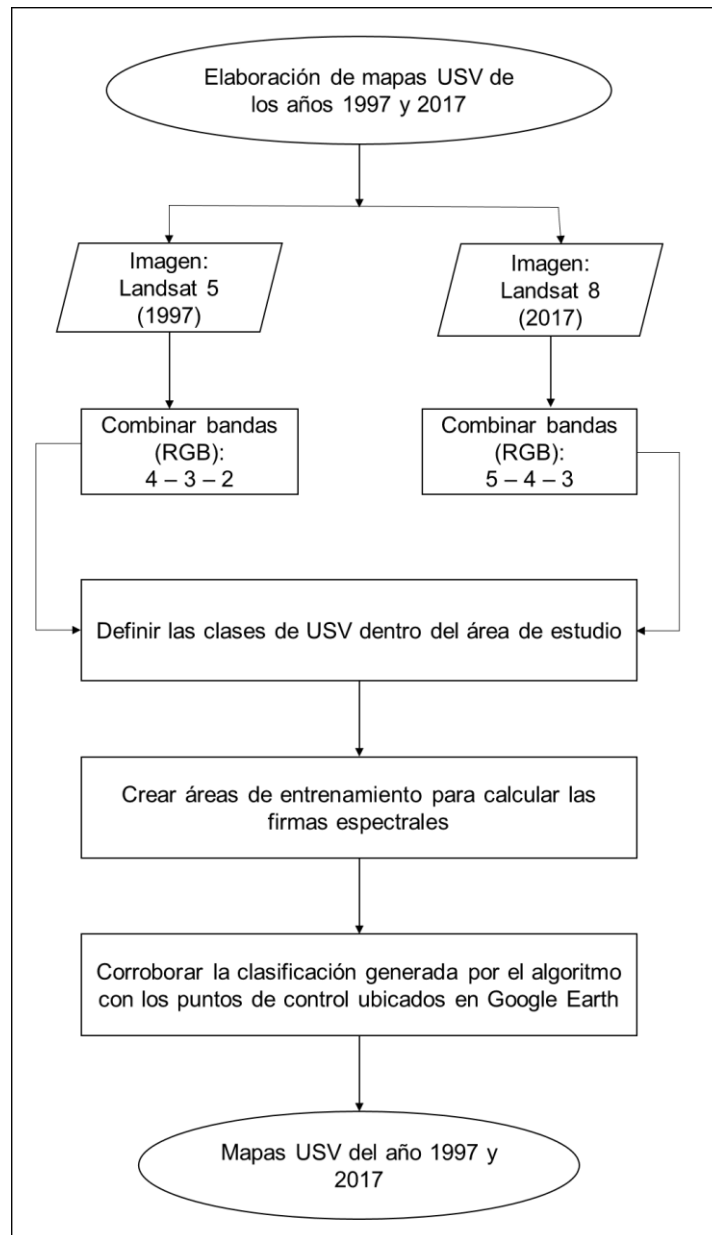 Elaboración de mapas USV de
los años 1997 y 2017
Imagen:
Landsat 5
(1997)
Imagen:
Landsat 8
(2017)
Combinar bandas
(RGB):
4 – 3 – 2
Combinar bandas
(RGB):
5 – 4 – 3
Definir las clases de USV dentro del área de estudio
Crear áreas de entrenamiento para calcular las
firmas espectrales
Corroborar la clasificación generada por el algoritmo
con los puntos de control ubicados en Google Earth
Mapas USV del año 1997 y
2017